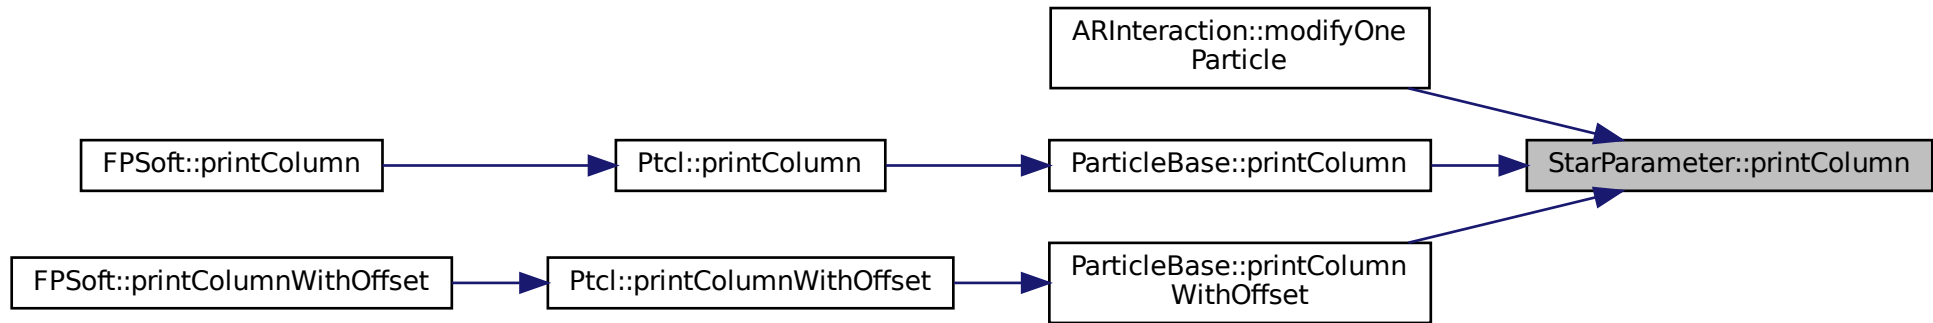 ARInteraction::modifyOne
Particle
FPSoft::printColumn
Ptcl::printColumn
ParticleBase::printColumn
StarParameter::printColumn
FPSoft::printColumnWithOffset
Ptcl::printColumnWithOffset
ParticleBase::printColumn
WithOffset